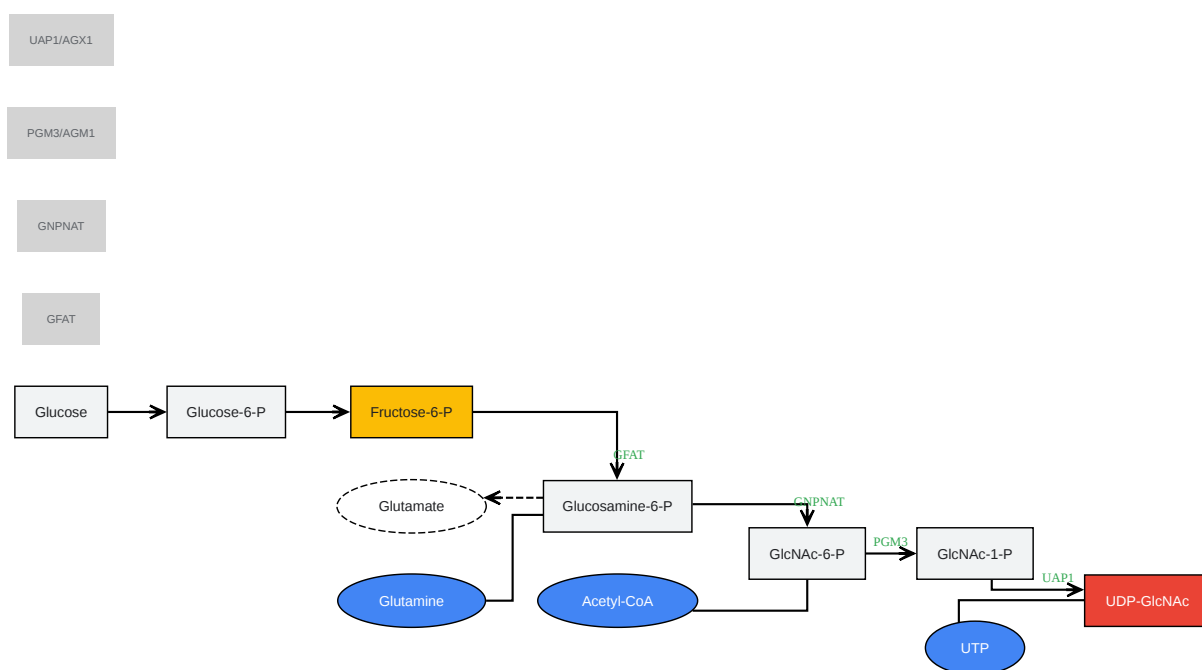 UAP1/AGX1
PGM3/AGM1
GNPNAT
GFAT
Glucose
Glucose-6-P
Fructose-6-P
GFAT
Glutamate
Glucosamine-6-P
GNPNAT
GlcNAc-6-P
PGM3
GlcNAc-1-P
UAP1
Glutamine
Acetyl-CoA
UDP-GlcNAc
UTP